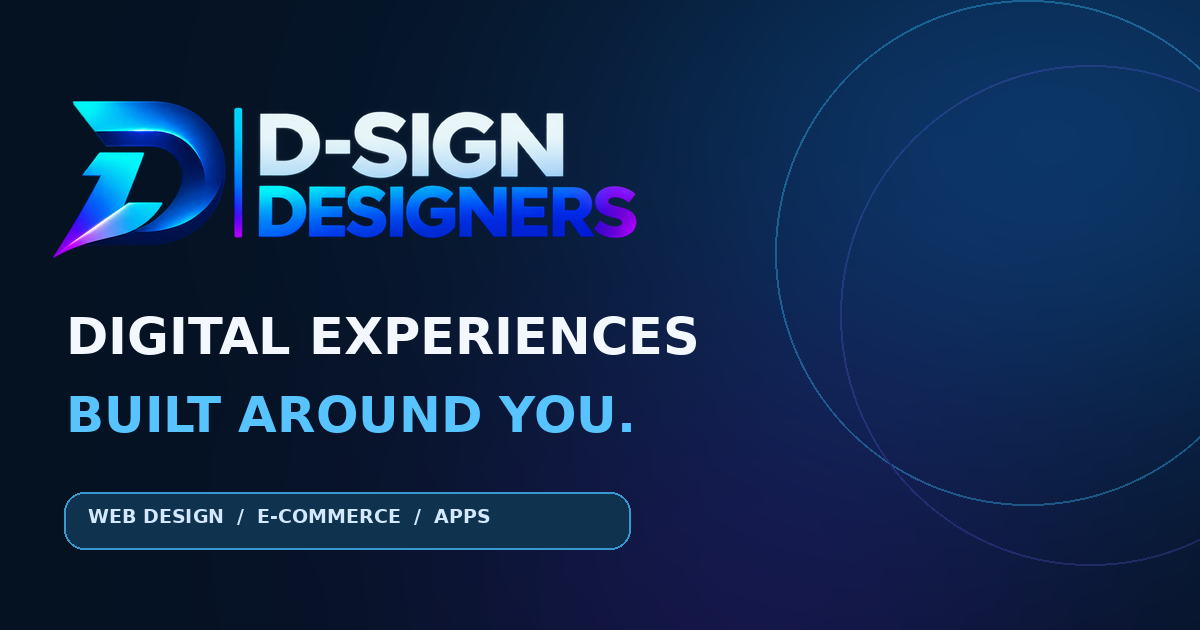 D-SIGN
DESIGNERS
DIGITAL EXPERIENCES
BUILT AROUND YOU.
WEB DESIGN / E-COMMERCE / APPS